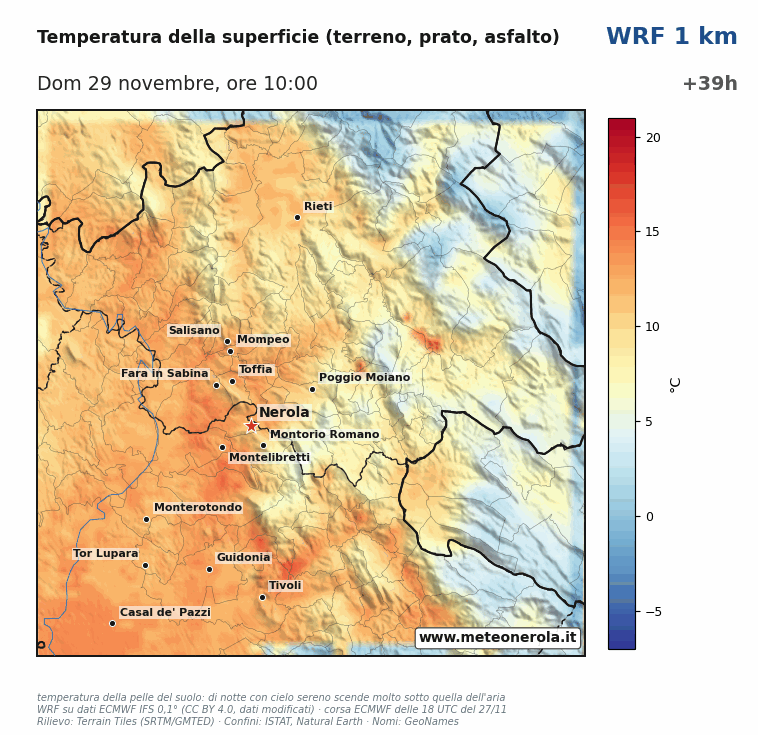 Temperatura della superficie (terreno, prato, asfalto)
WRF 1 km
Dom 29 novembre, ore 10:00
+39h
Rieti
Salisano
Mompeo
Fara in Sabina
Toffia
Poggio Moiano
Nerola
Montorio Romano
Montelibretti
Monterotondo
Tor Lupara
Guidonia
Tivoli
Casal de' Pazzi
www.meteonerola.it
20
15
10
5
0
−5
°C
temperatura della pelle del suolo: di notte con cielo sereno scende molto sotto quella dell'aria
WRF su dati ECMWF IFS 0,1° (CC BY 4.0, dati modificati) · corsa ECMWF delle 18 UTC del 27/11
Rilievo: Terrain Tiles (SRTM/GMTED) · Confini: ISTAT, Natural Earth · Nomi: GeoNames